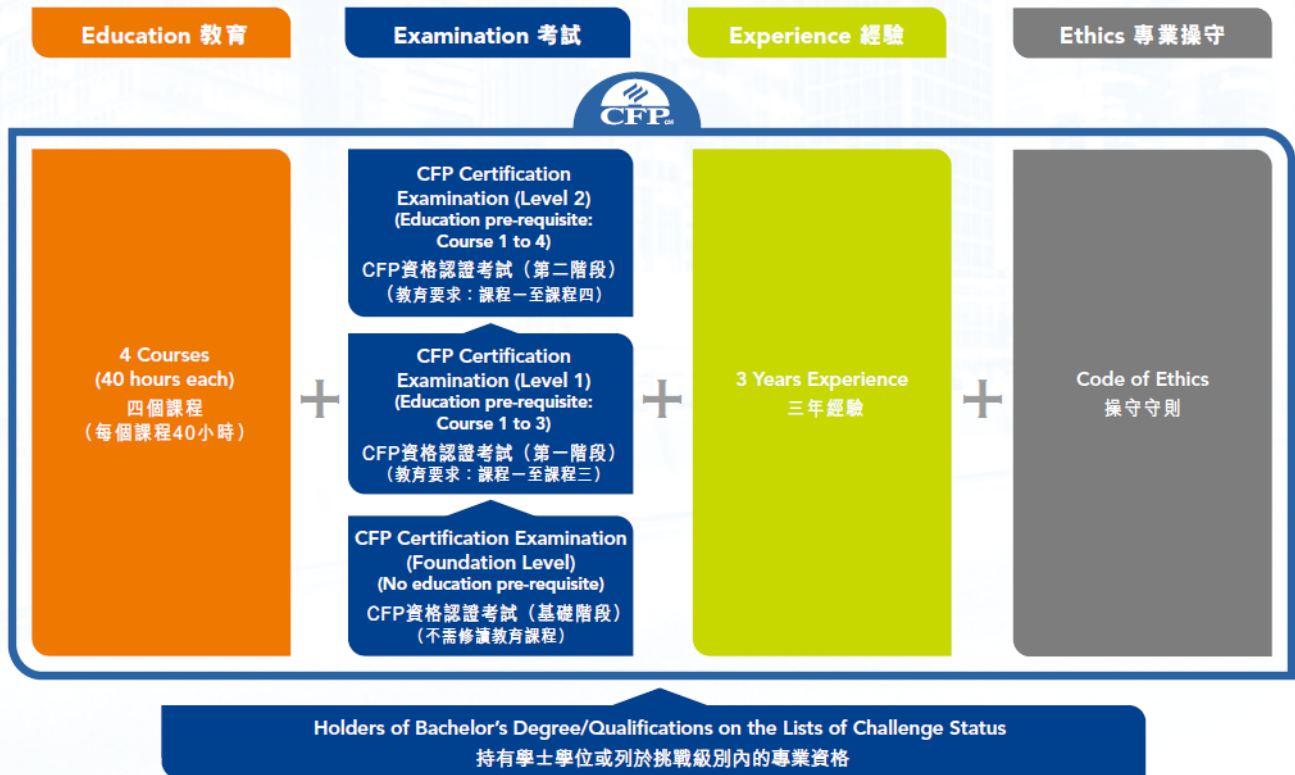 Education 教育
Examination 考試
Experience 經驗
Ethics 專業操守
CFP
4 Courses
(40 hours each)
四個課程
（每個課程40小時）
+
CFP Certification
Examination (Level 2)
(Education pre-requisite:
Course 1 to 4)
CFP資格認證考試（第二階段）
（教育要求：課程一至課程四）
CFP Certification
Examination (Level 1)
(Education pre-requisite:
Course 1 to 3)
CFP資格認證考試（第一階段）
（教育要求：課程一至課程三）
CFP Certification Examination
(Foundation Level)
(No education pre-requisite)
CFP資格認證考試（基礎階段）
（不需修讀教育課程）
+
3 Years Experience
三年經驗
+
Code of Ethics
操守守則
Holders of Bachelor's Degree/Qualifications on the Lists of Challenge Status
持有學士學位或列於挑戰級別內的專業資格